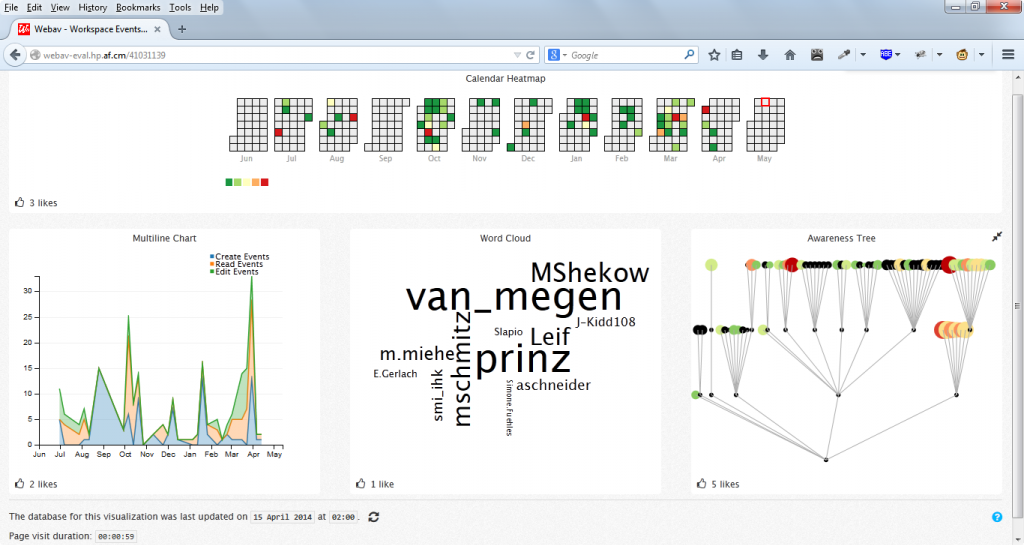 File Edit View History Bookmarks Tools Help
Webav - Workspace Events...
webav-eval.hp.af.cm/41031139
Google
ABE
Calendar Heatmap
Jun Jul Aug Sep Oct Nov Dec Jan Feb Mar Apr May
3 likes
Multiline Chart
Create Events
Read Events
Edit Events
30
25
20
15
10
5
0
Jun Jul Aug Sep Oct Nov Dec Jan Feb Mar Apr May
2 likes
Word Cloud
MShekow
van_megen
J-Kidd108
Slapio
Leif
m.miehe
prinz
E.Gerlach
mschmitz
smi_ihk
aschneider
Simone.Fuehles
1 like
Awareness Tree
5 likes
The database for this visualization was last updated on 15 April 2014 at 02:00.
Page visit duration: 00:00:59